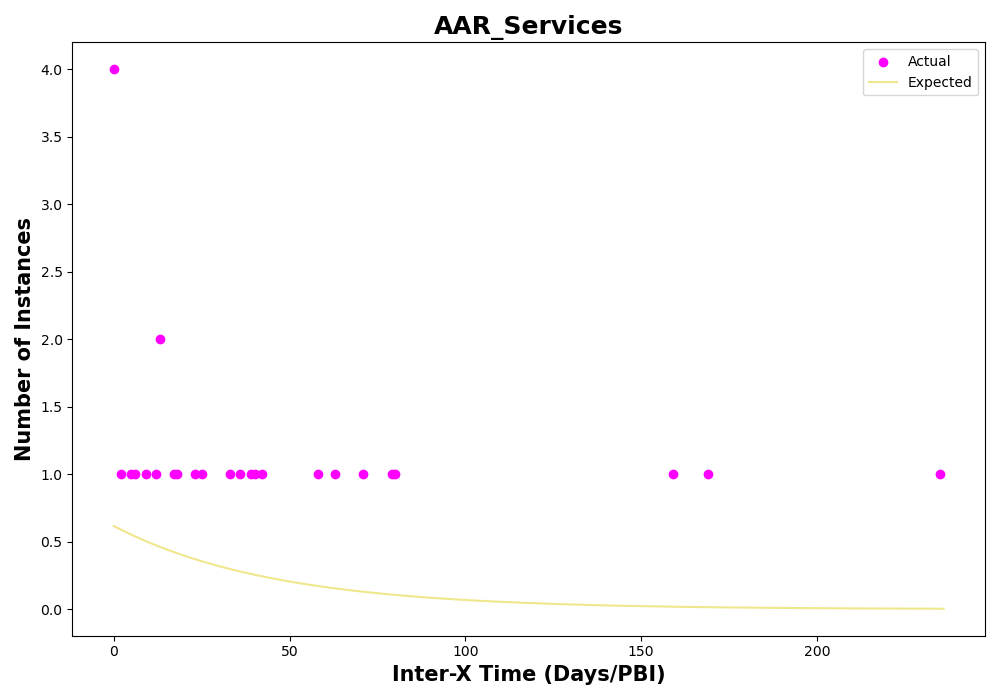 AAR_Services
Actual
Expected
4.0
3.5
3.0
2.5
2.0
1.5
1.0
0.5
0.0
Number of Instances
0
50
100
150
200
Inter-X Time (Days/PBI)